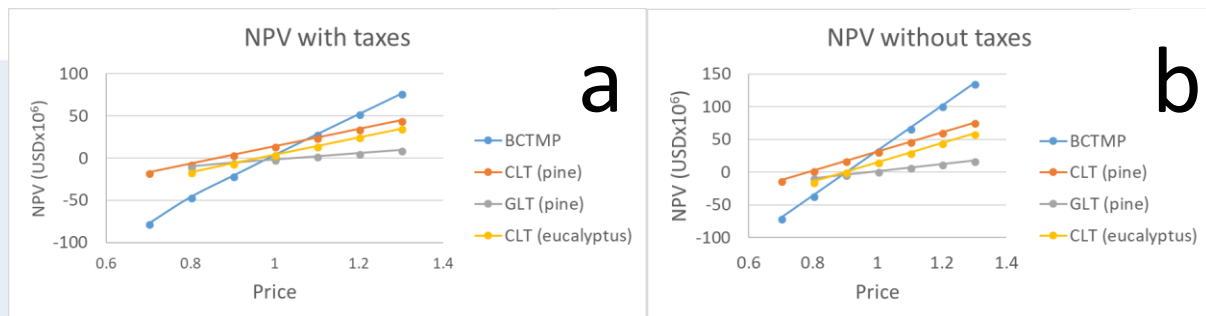 NPV with taxes
a
NPV (USDx10⁶)
100
50
0
-50
-100
0.6
0.8
1
1.2
1.4
Price
BCTMP
CLT (pine)
GLT (pine)
CLT (eucalyptus)
NPV without taxes
b
NPV (USDx10⁶)
150
100
50
0
-50
-100
0.6
0.8
1
1.2
1.4
Price
BCTMP
CLT (pine)
GLT (pine)
CLT (eucalyptus)